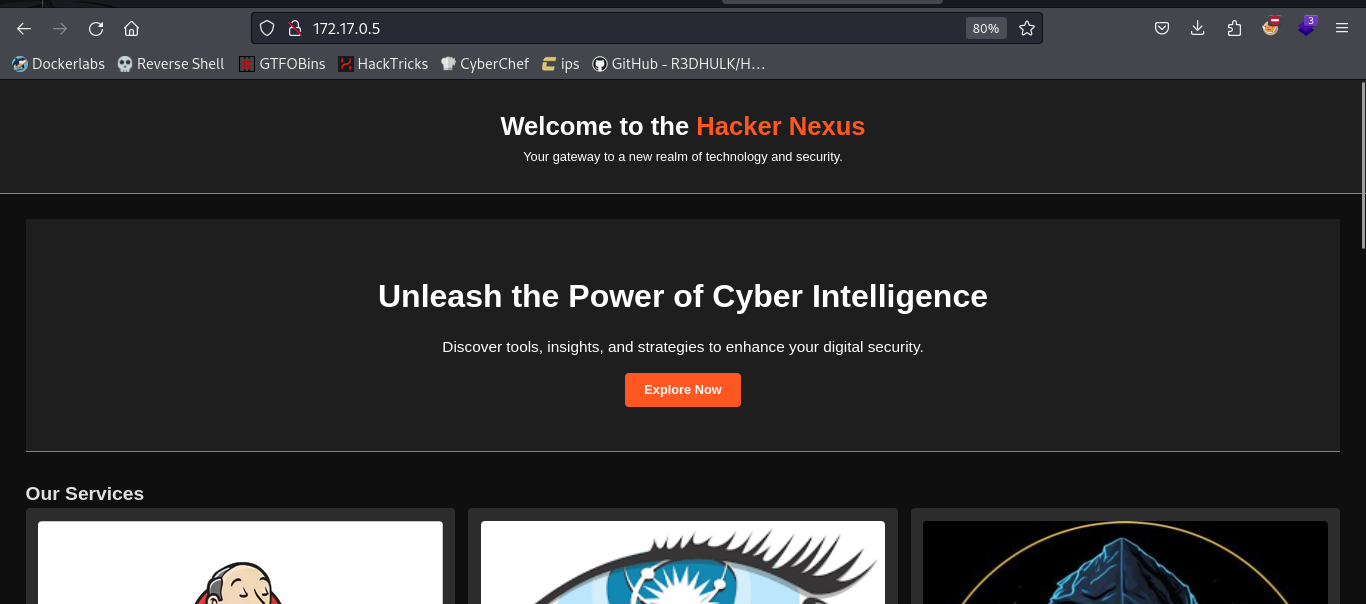 172.17.0.5
80%
3
Dockerlabs
Reverse Shell
GTFOBins
HackTricks
CyberChef
ips
GitHub - R3DHULK/H...
Welcome to the Hacker Nexus
Your gateway to a new realm of technology and security.
Unleash the Power of Cyber Intelligence
Discover tools, insights, and strategies to enhance your digital security.
Explore Now
Our Services